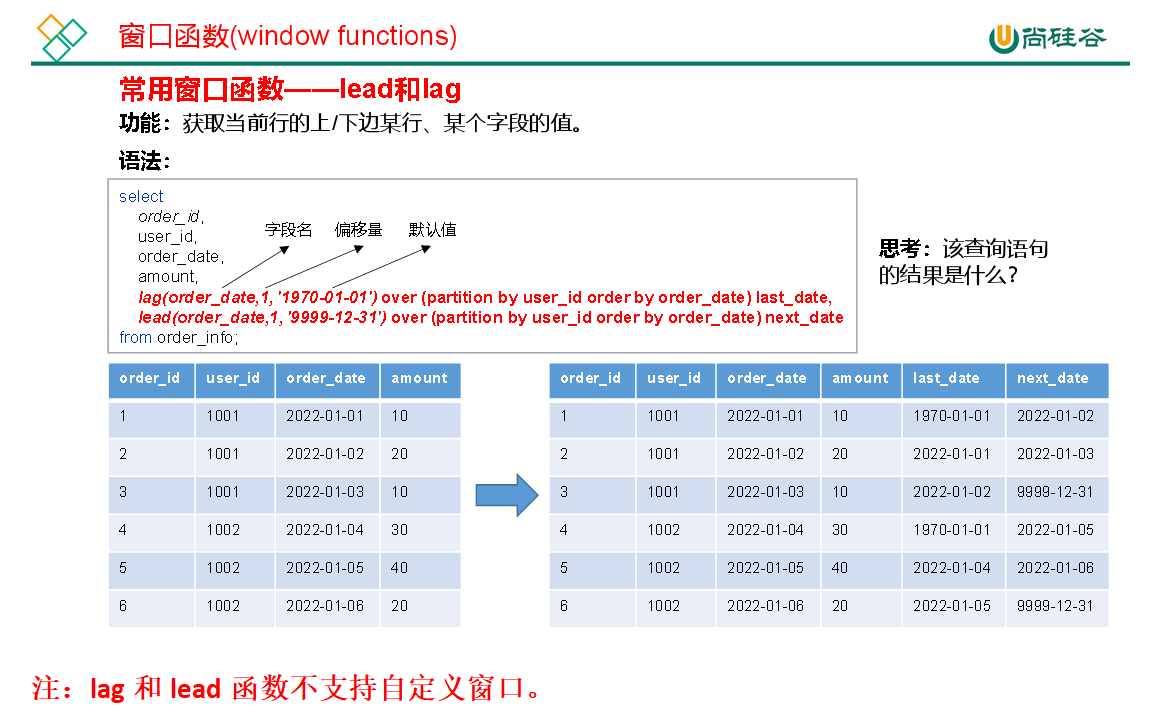 窗口函数(window functions)
尚硅谷
常用窗口函数——lead和lag
功能：获取当前行的上/下边某行、某个字段的值。
语法：
select
order_id,
user_id,
order_date,
amount,
字段名 偏移量 默认值
lag(order_date,1, '1970-01-01') over (partition by user_id order by order_date) last_date,
lead(order_date,1, '9999-12-31') over (partition by user_id order by order_date) next_date
from order_info;
思考：该查询语句
的结果是什么？
order_id user_id order_date amount
1 1001 2022-01-01 10
2 1001 2022-01-02 20
3 1001 2022-01-03 10
4 1002 2022-01-04 30
5 1002 2022-01-05 40
6 1002 2022-01-06 20
order_id user_id order_date amount last_date next_date
1 1001 2022-01-01 10 1970-01-01 2022-01-02
2 1001 2022-01-02 20 2022-01-01 2022-01-03
3 1001 2022-01-03 10 2022-01-02 9999-12-31
4 1002 2022-01-04 30 1970-01-01 2022-01-05
5 1002 2022-01-05 40 2022-01-04 2022-01-06
6 1002 2022-01-06 20 2022-01-05 9999-12-31
注：lag 和 lead 函数不支持自定义窗口。